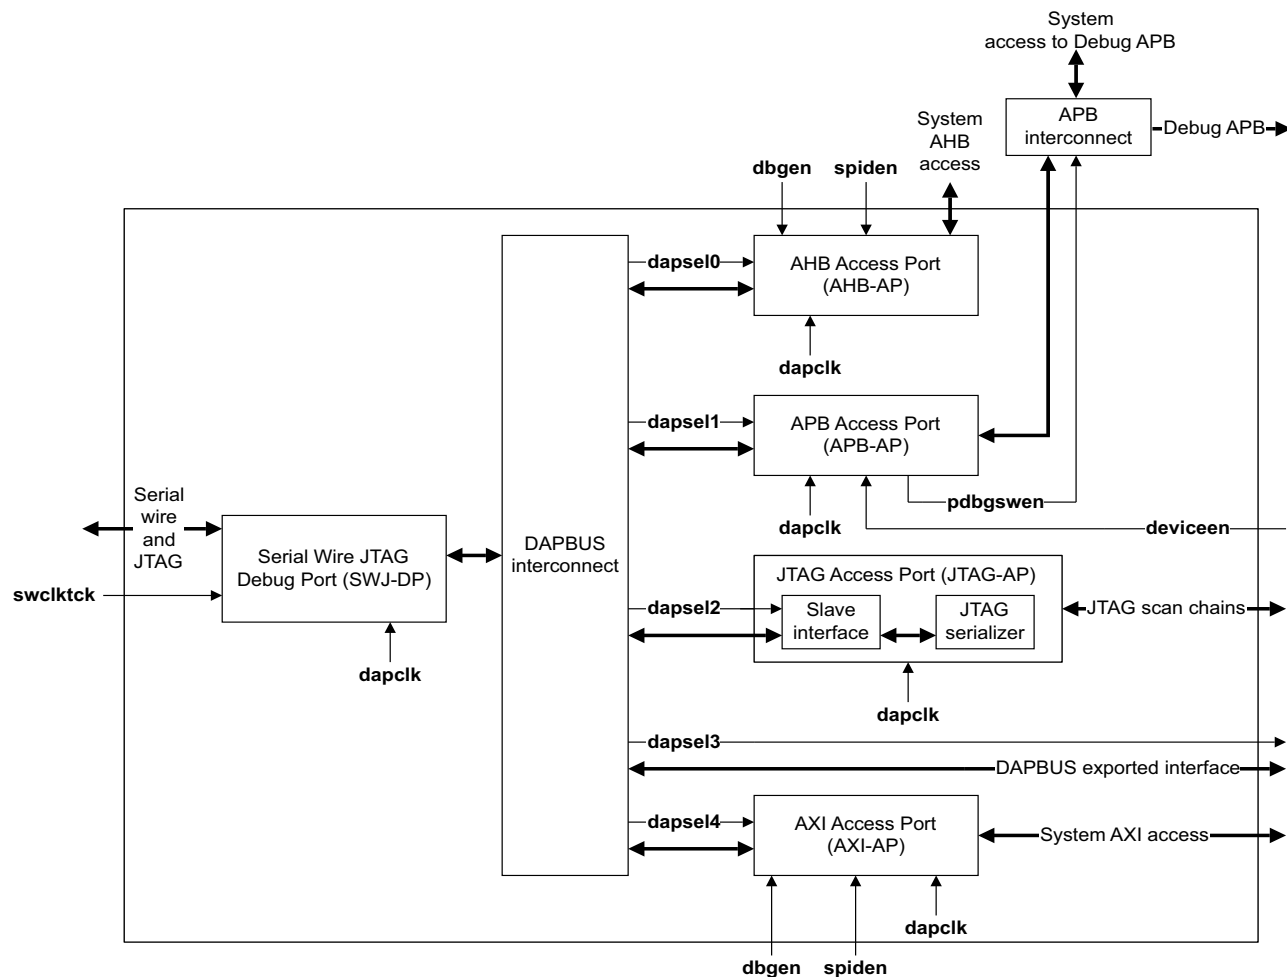 System
access to Debug APB
APB
interconnect
Debug APB
System
AHB
access
dbgen
spiden
dapsel0
AHB Access Port
(AHB-AP)
dapclk
dapsel1
APB Access Port
(APB-AP)
pdbgswen
dapclk
deviceen
Serial
wire
and
JTAG
Serial Wire JTAG
Debug Port (SWJ-DP)
swclktck
dapclk
DAPBUS
interconnect
JTAG Access Port (JTAG-AP)
dapsel2
Slave
interface
JTAG
serializer
JTAG scan chains
dapclk
dapsel3
DAPBUS exported interface
dapsel4
AXI Access Port
(AXI-AP)
System AXI access
dapclk
dbgen
spiden